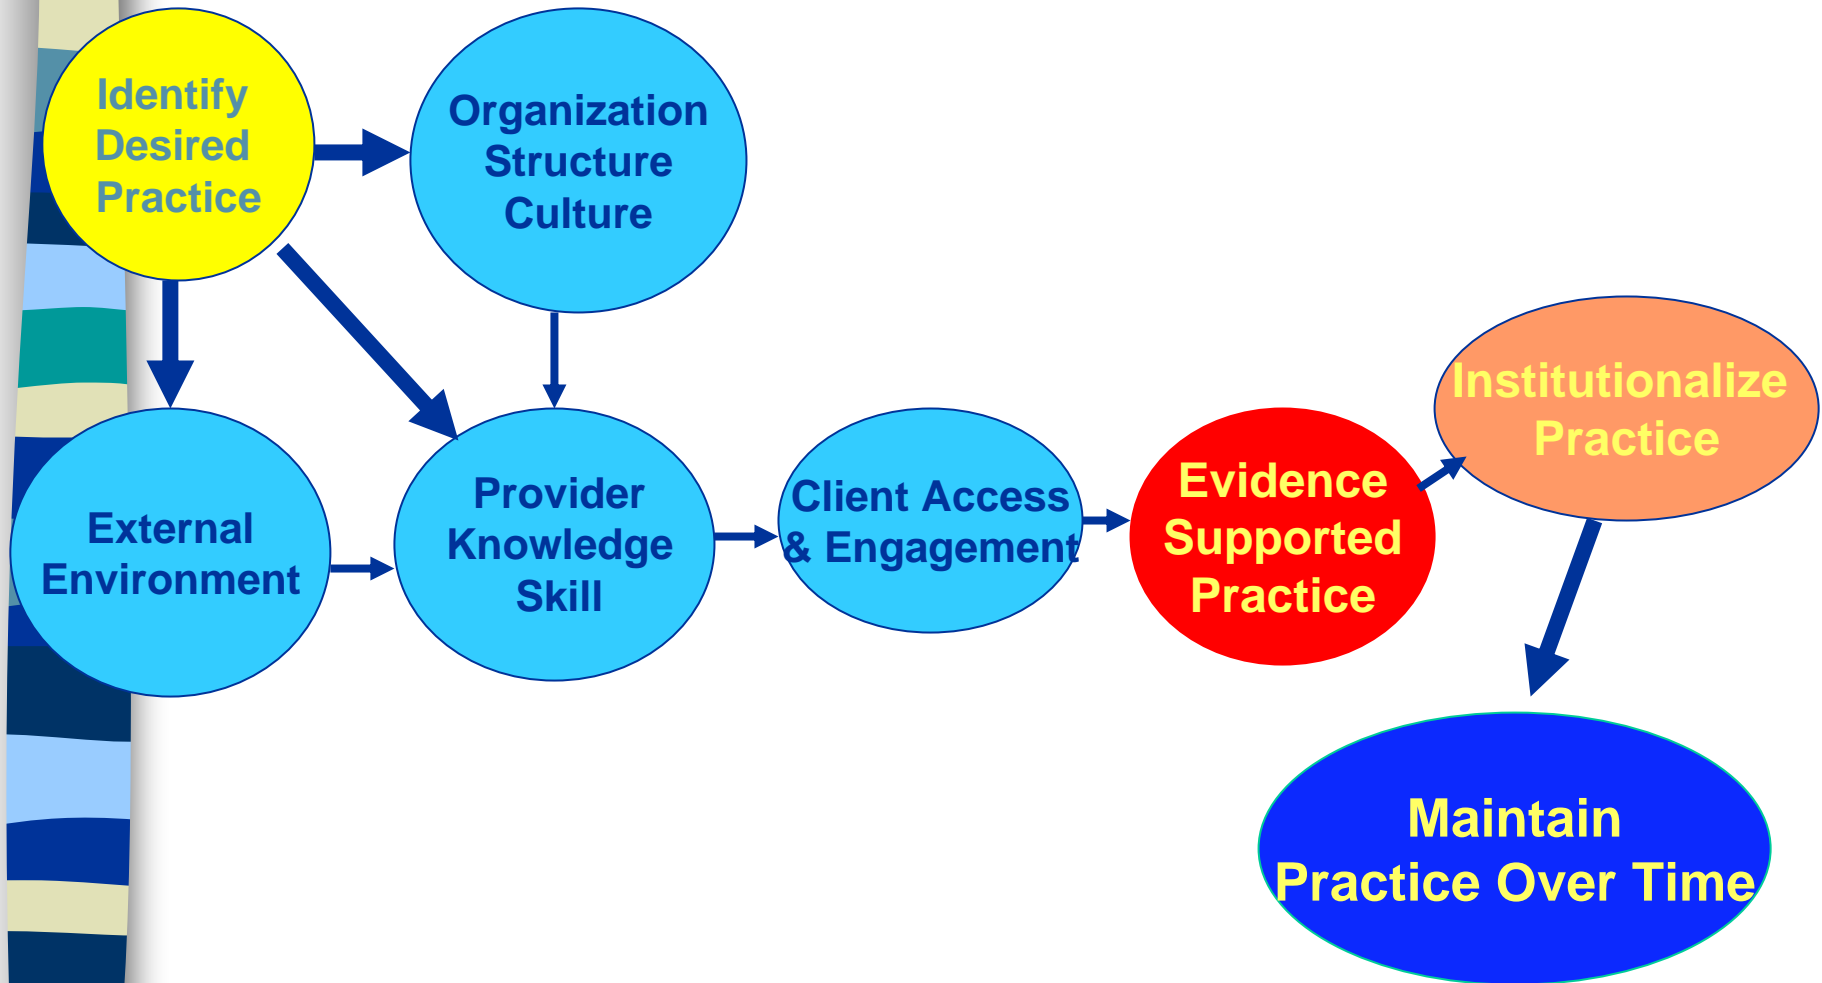 Identify
Desired
Practice
Organization
Structure
Culture
External
Environment
Provider
Knowledge
Skill
Client Access
& Engagement
Evidence
Supported
Practice
Institutionalize
Practice
Maintain
Practice Over Time